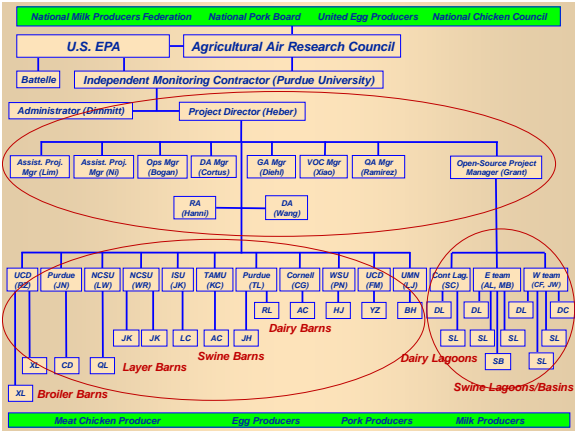 National Milk Producers Federation National Pork Board United Egg Producers National Chicken Council
U.S. EPA Agricultural Air Research Council
Battelle Independent Monitoring Contractor (Purdue University)
Administrator (Dimmitt) Project Director (Heber)
Assist. Proj. Assist. Proj. Ops Mgr DA Mgr GA Mgr VOC Mgr QA Mgr Open-Source Project
Mgr (Lim) Mgr (Ni) (Bogan) (Cortus) (Diehl) (Xiao) (Ramirez) Manager (Grant)
RA DA
(Hanni) (Wang)
UCD Purdue NCSU NCSU ISU TAMU Purdue Cornell WSU UCD UMN Cont Lag. E team W team
(RZ) (JN) (LW) (WR) (JK) (KC) (TL) (CG) (PN) (FM) (LJ) (SC) (AL, MB) (CF, JW)
RL AC HJ YZ BH DL DL DL DC
Dairy Barns
JK JK LC AC JH SL SL SL SL
Swine Barns Dairy Lagoons
XL CD QL Layer Barns SB SL
XL Broiler Barns Swine Lagoons/Basins
Meat Chicken Producer Egg Producers Pork Producers Milk Producers